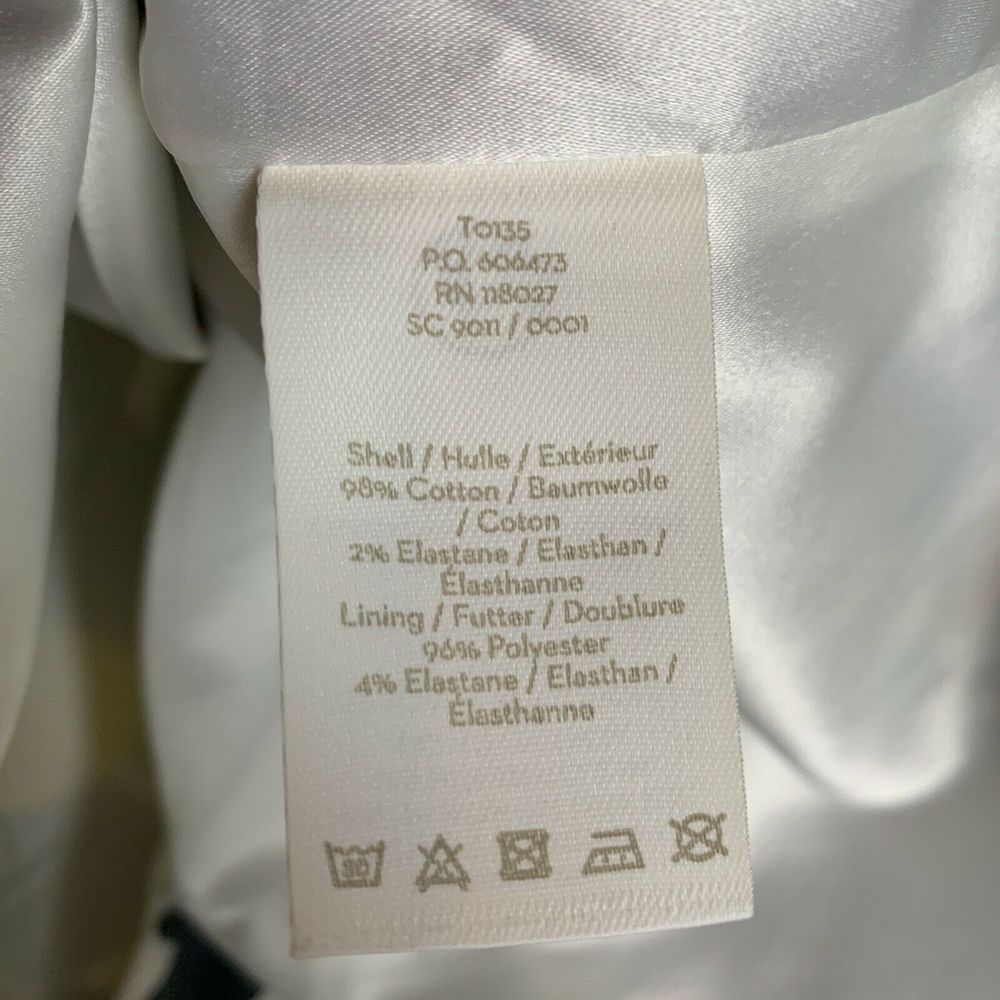 T0135
P.O. 606473
RN 118027
SC 9011 / 0001
Shell / Hulle / Extérieur
98% Cotton / Baumwolle
/ Coton
2% Elastane / Elasthan /
Élasthanne
Lining / Futter / Doublure
96% Polyester
4% Elastane / Elasthan /
Élasthanne
30